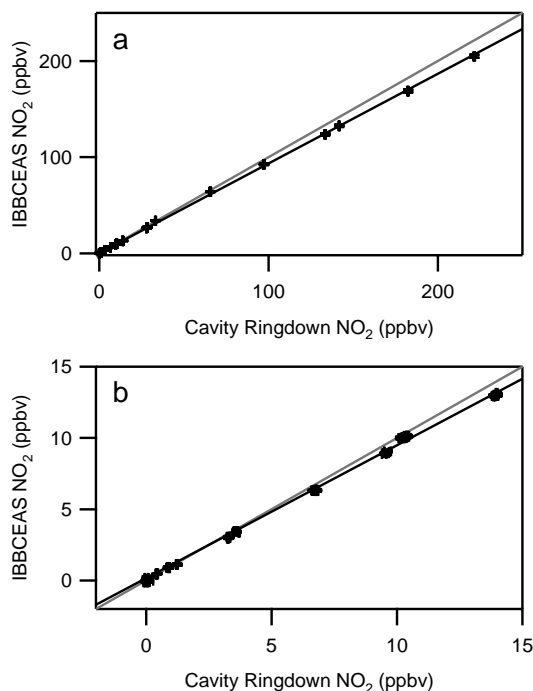 a
IBBCEAS NO₂ (ppbv)
200
100
0
0 100 200
Cavity Ringdown NO₂ (ppbv)
b
IBBCEAS NO₂ (ppbv)
15
10
5
0
0 5 10 15
Cavity Ringdown NO₂ (ppbv)